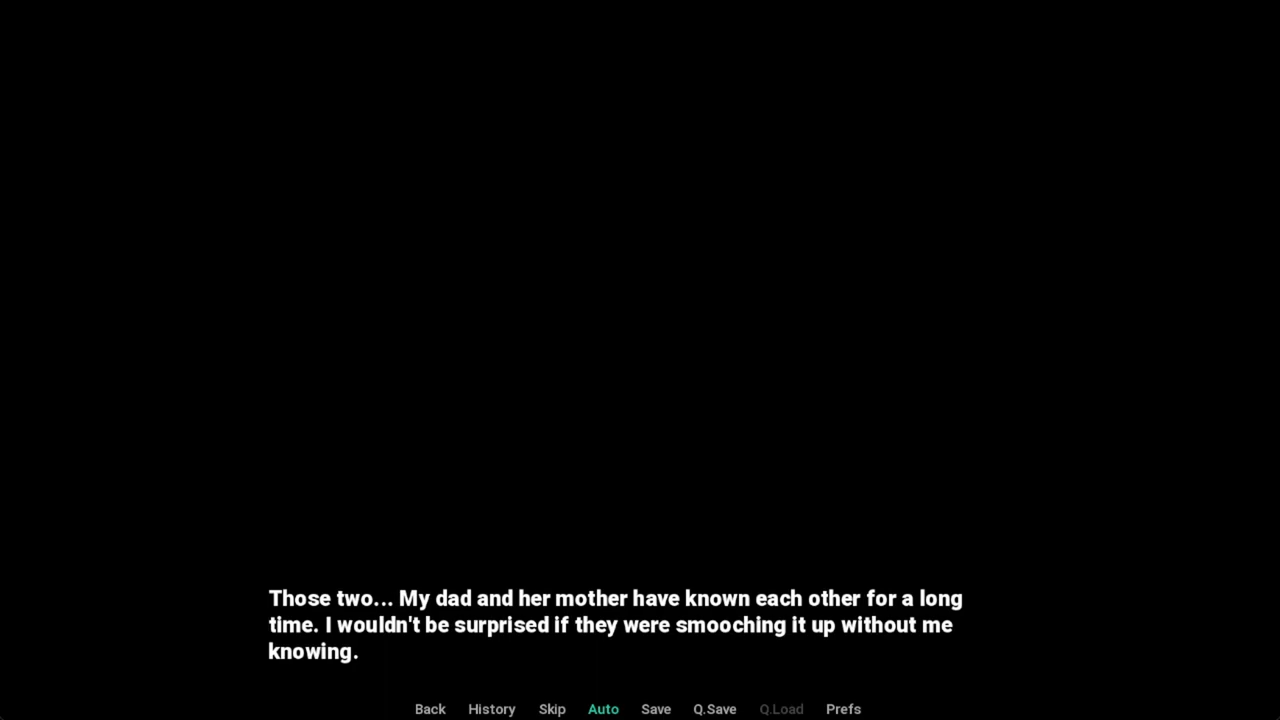 Those two... My dad and her mother have known each other for a long
time. I wouldn't be surprised if they were smooching it up without me
knowing.
Back History Skip Auto Save Q.Save Q.Load Prefs